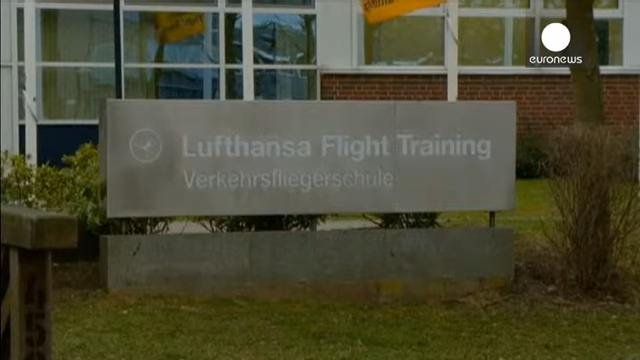 euronews
Lufthansa Flight Training
Verkehrsfliegerschule